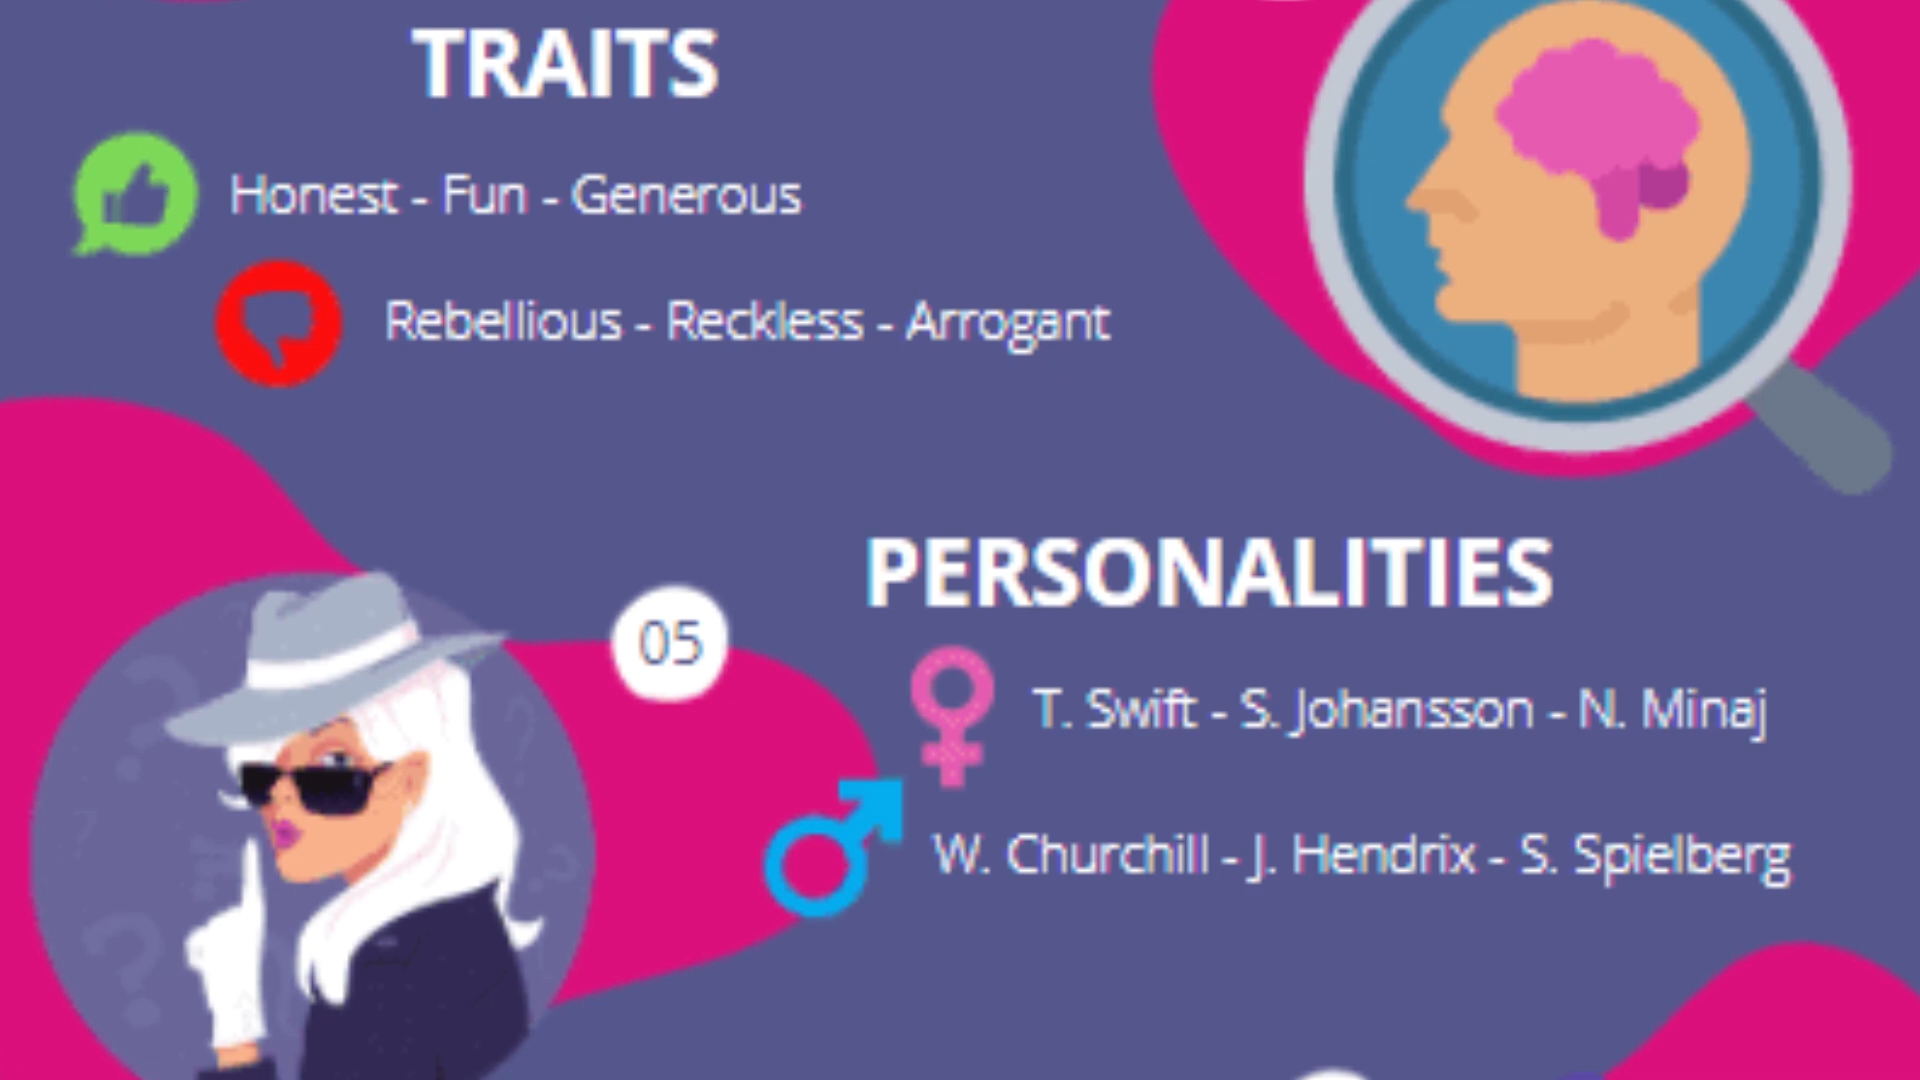 TRAITS
Honest - Fun - Generous
Rebellious - Reckless - Arrogant
PERSONALITIES
05
T. Swift - S. Johansson - N. Minaj
W. Churchill - J. Hendrix - S. Spielberg